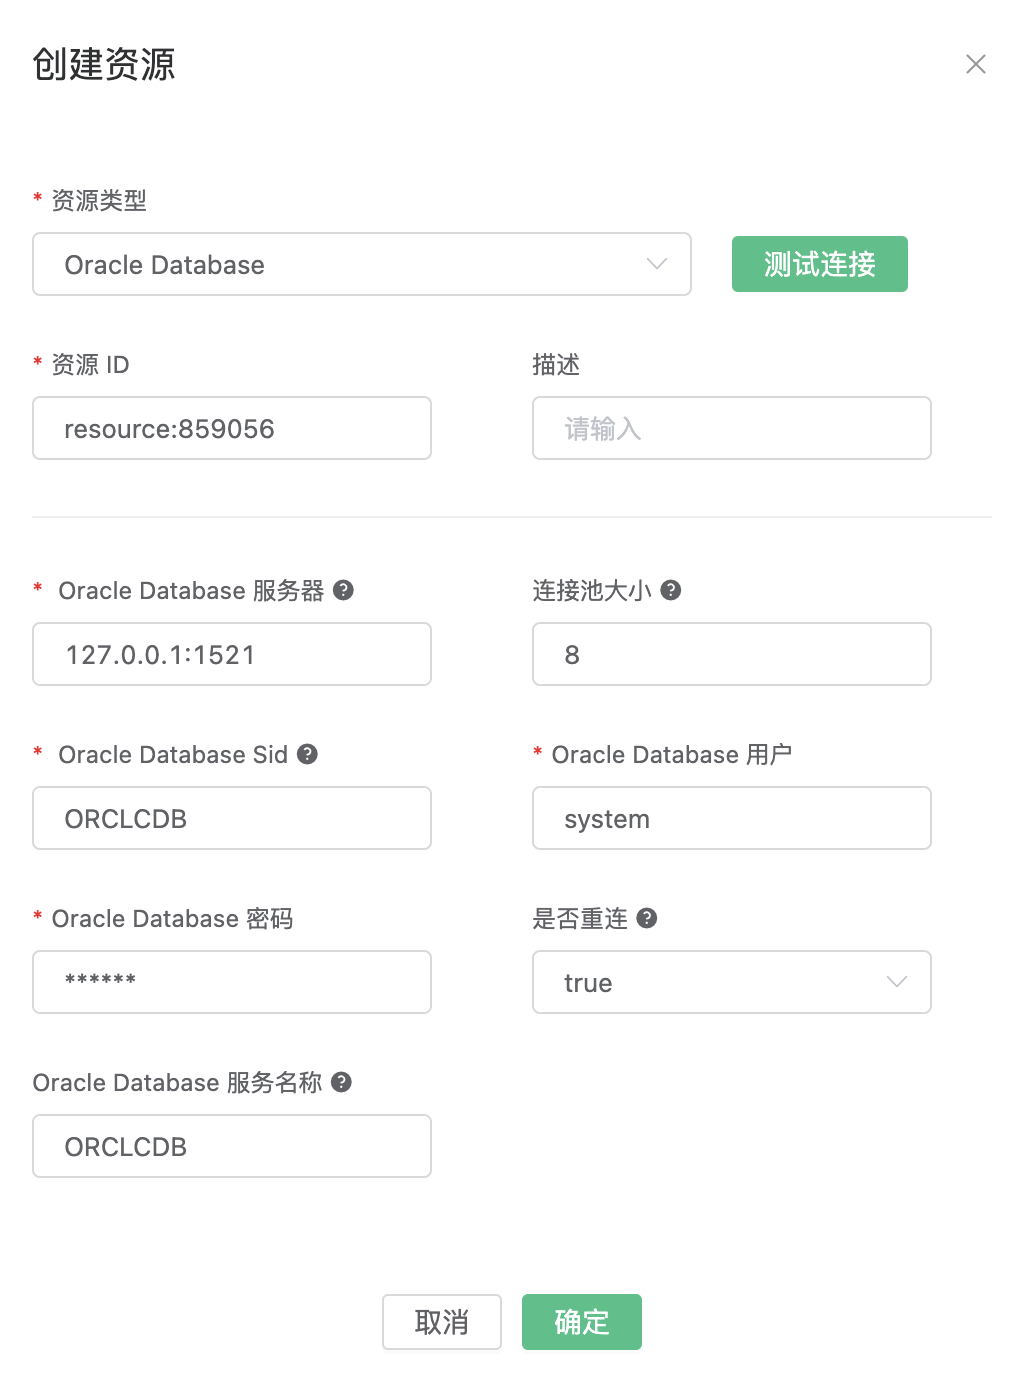 创建资源
* 资源类型
Oracle Database
测试连接
* 资源 ID
描述
resource:859056
请输入
* Oracle Database 服务器
连接池大小
127.0.0.1:1521
8
* Oracle Database Sid
* Oracle Database 用户
ORCLCDB
system
* Oracle Database 密码
是否重连
******
true
Oracle Database 服务名称
ORCLCDB
取消
确定